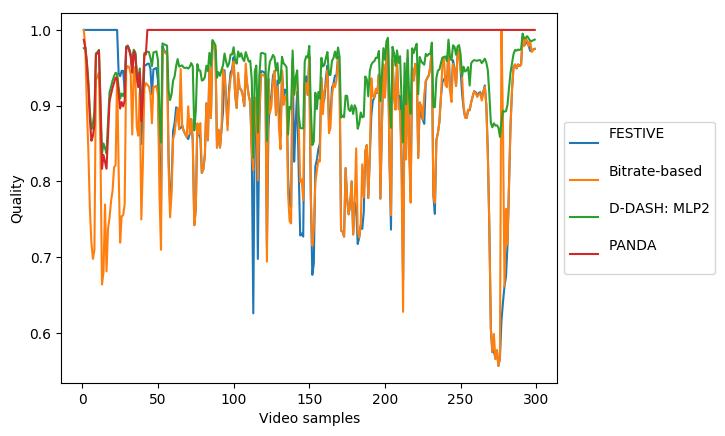 1.0
0.9
0.8
0.7
0.6
Quality
0 50 100 150 200 250 300
Video samples
FESTIVE
Bitrate-based
D-DASH: MLP2
PANDA